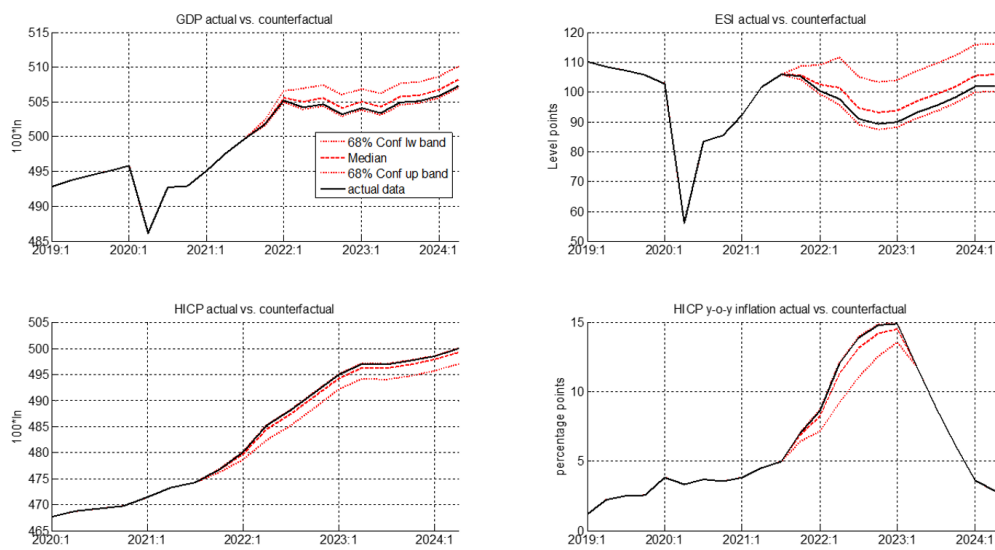 GDP actual vs. counterfactual
515
510
505
500
495
490
485
100*ln
2019:1 2020:1 2021:1 2022:1 2023:1 2024:1
68% Conf lw band
Median
68% Conf up band
actual data
ESI actual vs. counterfactual
120
110
100
90
80
70
60
50
Level points
2019:1 2020:1 2021:1 2022:1 2023:1 2024:1
HICP actual vs. counterfactual
505
500
495
490
485
480
475
470
465
100*ln
2020:1 2021:1 2022:1 2023:1 2024:1
HICP y-o-y inflation actual vs. counterfactual
15
10
5
0
percentage points
2019:1 2020:1 2021:1 2022:1 2023:1 2024:1